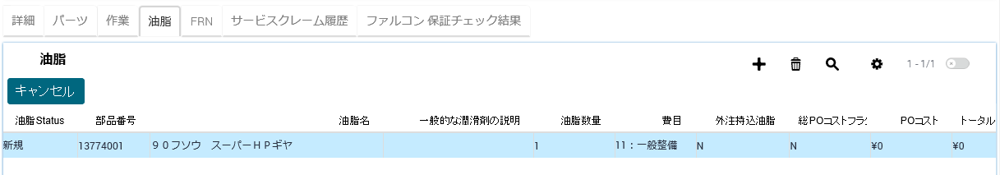 詳細 パーツ 作業 油脂 FRN サービスクレーム履歴 ファルコン 保証チェック結果
油脂
1 - 1/1
キャンセル
油脂Status 部品番号 油脂名 一般的な潤滑剤の説明 油脂数量 費目 外注持込油脂 総POコストフラグ POコスト トータル
新規 13774001 90フソウ スーパーHPギヤ 1 11:一般整備 N N ¥0 ¥0